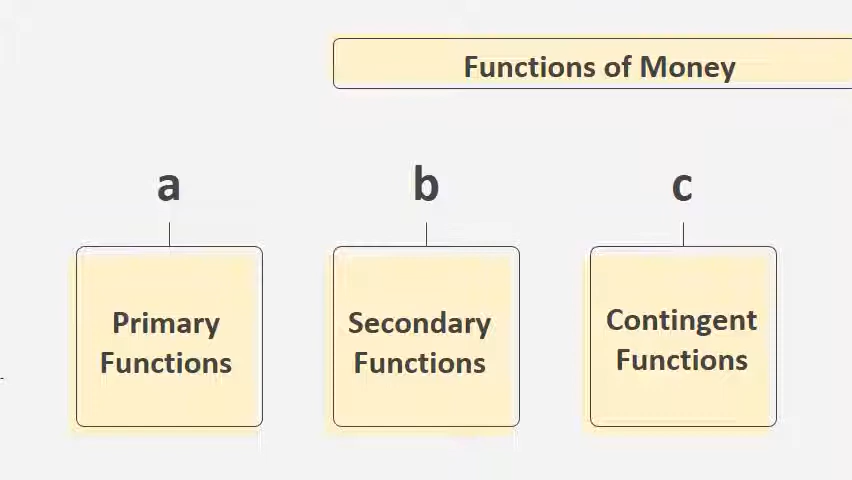 Functions of Money
a
b
c
Primary
Functions
Secondary
Functions
Contingent
Functions